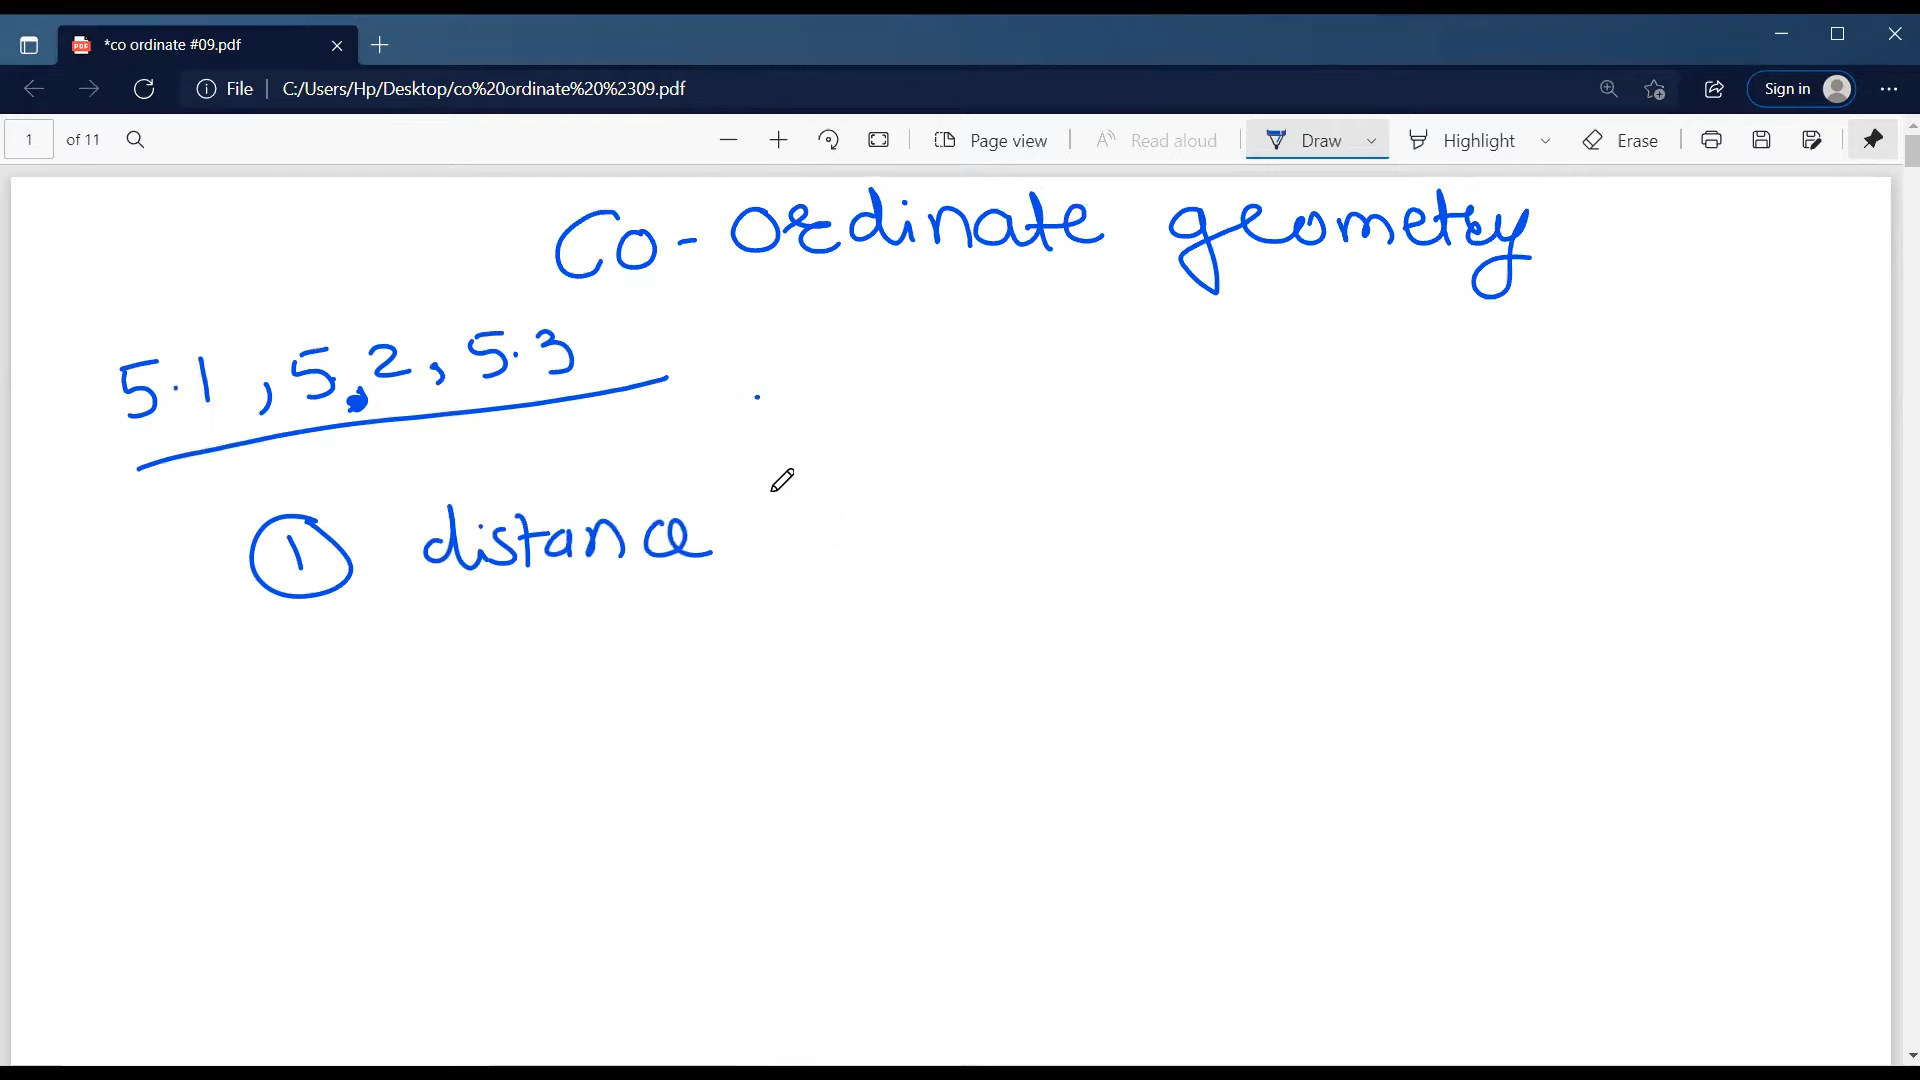 *co ordinate #09.pdf
File | C:/Users/Hp/Desktop/co%20ordinate%20%2309.pdf
Sign in
1 of 11
Page view
Read aloud
Draw
Highlight
Erase
Co-ordinate geometry
5.1, 5.2, 5.3
① distance